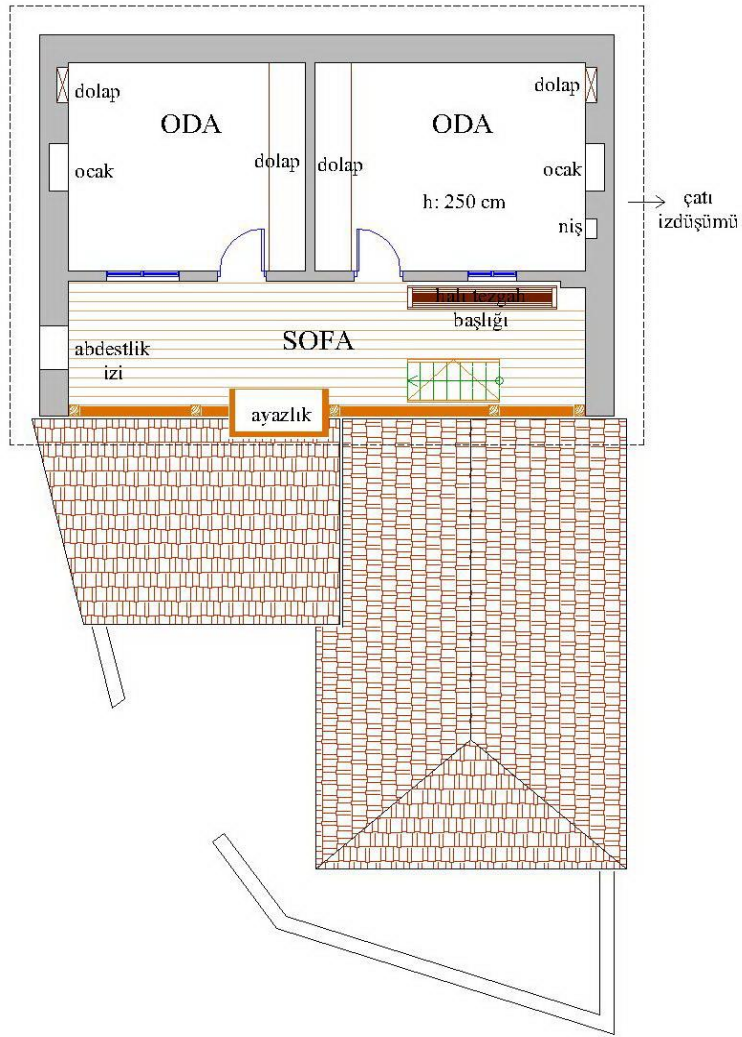 dolap
dolap
ODA
ODA
dolap
dolap
ocak
ocak
h: 250 cm
niş
çatı
izdüşümü
halı tezgah
başlığı
SOFA
abdestlik
izi
ayazlık